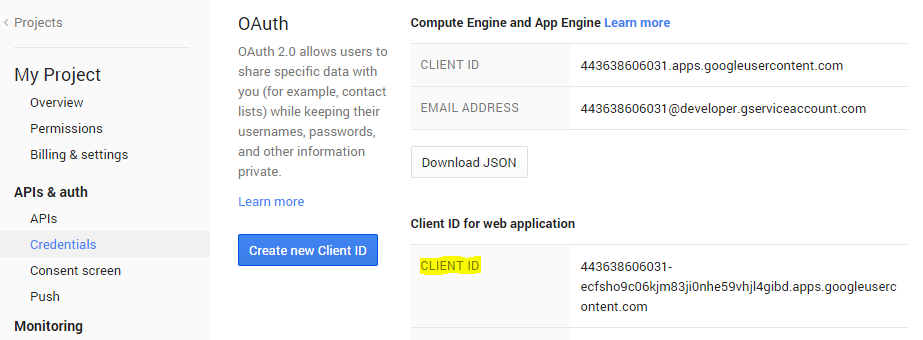 Projects
My Project
Overview
Permissions
Billing & settings
APIs & auth
APIs
Credentials
Consent screen
Push
Monitoring
OAuth
OAuth 2.0 allows users to
share specific data with
you (for example, contact
lists) while keeping their
usernames, passwords,
and other information
private.
Learn more
Create new Client ID
Compute Engine and App Engine Learn more
CLIENT ID 443638606031.apps.googleusercontent.com
EMAIL ADDRESS 443638606031@developer.gserviceaccount.com
Download JSON
Client ID for web application
CLIENT ID 443638606031-
ecfsho9c06kjm83ji0nhe59vhjl4gibd.apps.googleuserc
ontent.com